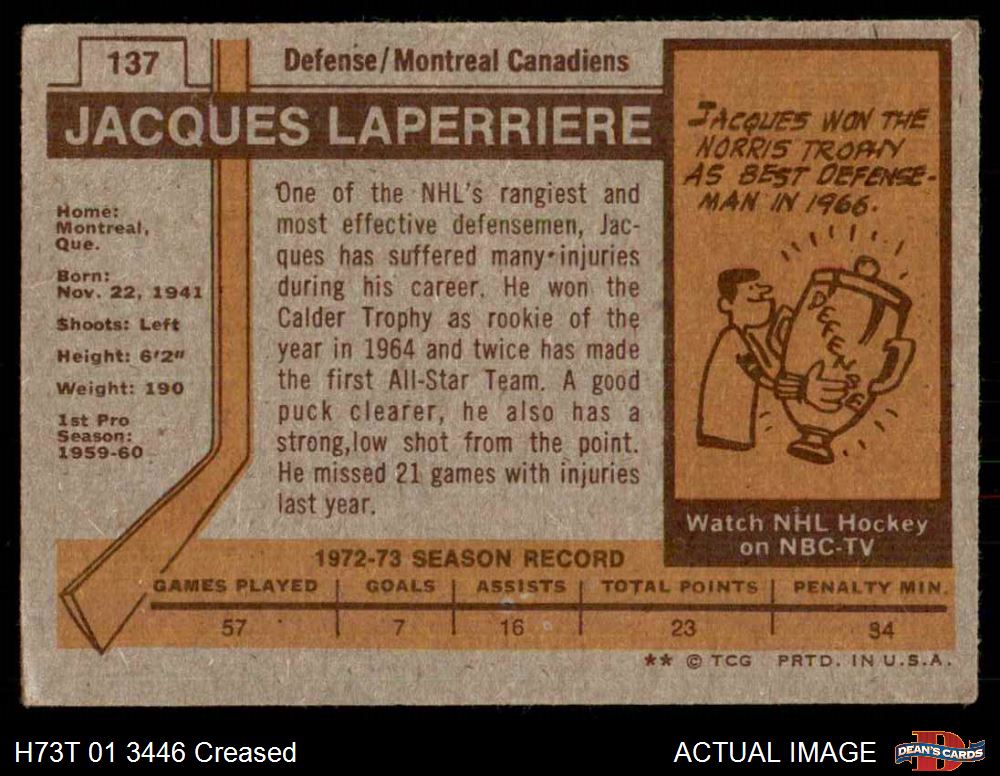 137
Defense/Montreal Canadiens
JACQUES LAPERRIERE
Home:
Montreal,
Que.
Born:
Nov. 22, 1941
Shoots: Left
Height: 6'2"
Weight: 190
1st Pro
Season:
1959-60
One of the NHL's rangiest and
most effective defensemen, Jac-
ques has suffered many injuries
during his career. He won the
Calder Trophy as rookie of the
year in 1964 and twice has made
the first All-Star Team. A good
puck clearer, he also has a
strong,low shot from the point.
He missed 21 games with injuries
last year.
JACQUES WON THE
NORRIS TROPHY
AS BEST DEFENSE-
MAN IN 1966.
DEFENSE
Watch NHL Hockey
on NBC-TV
1972-73 SEASON RECORD
GAMES PLAYED GOALS ASSISTS TOTAL POINTS PENALTY MIN.
57 7 16 23 34
** © TCG PRTD. IN U.S.A.
H73T 01 3446 Creased
ACTUAL IMAGE
DEAN'S CARDS